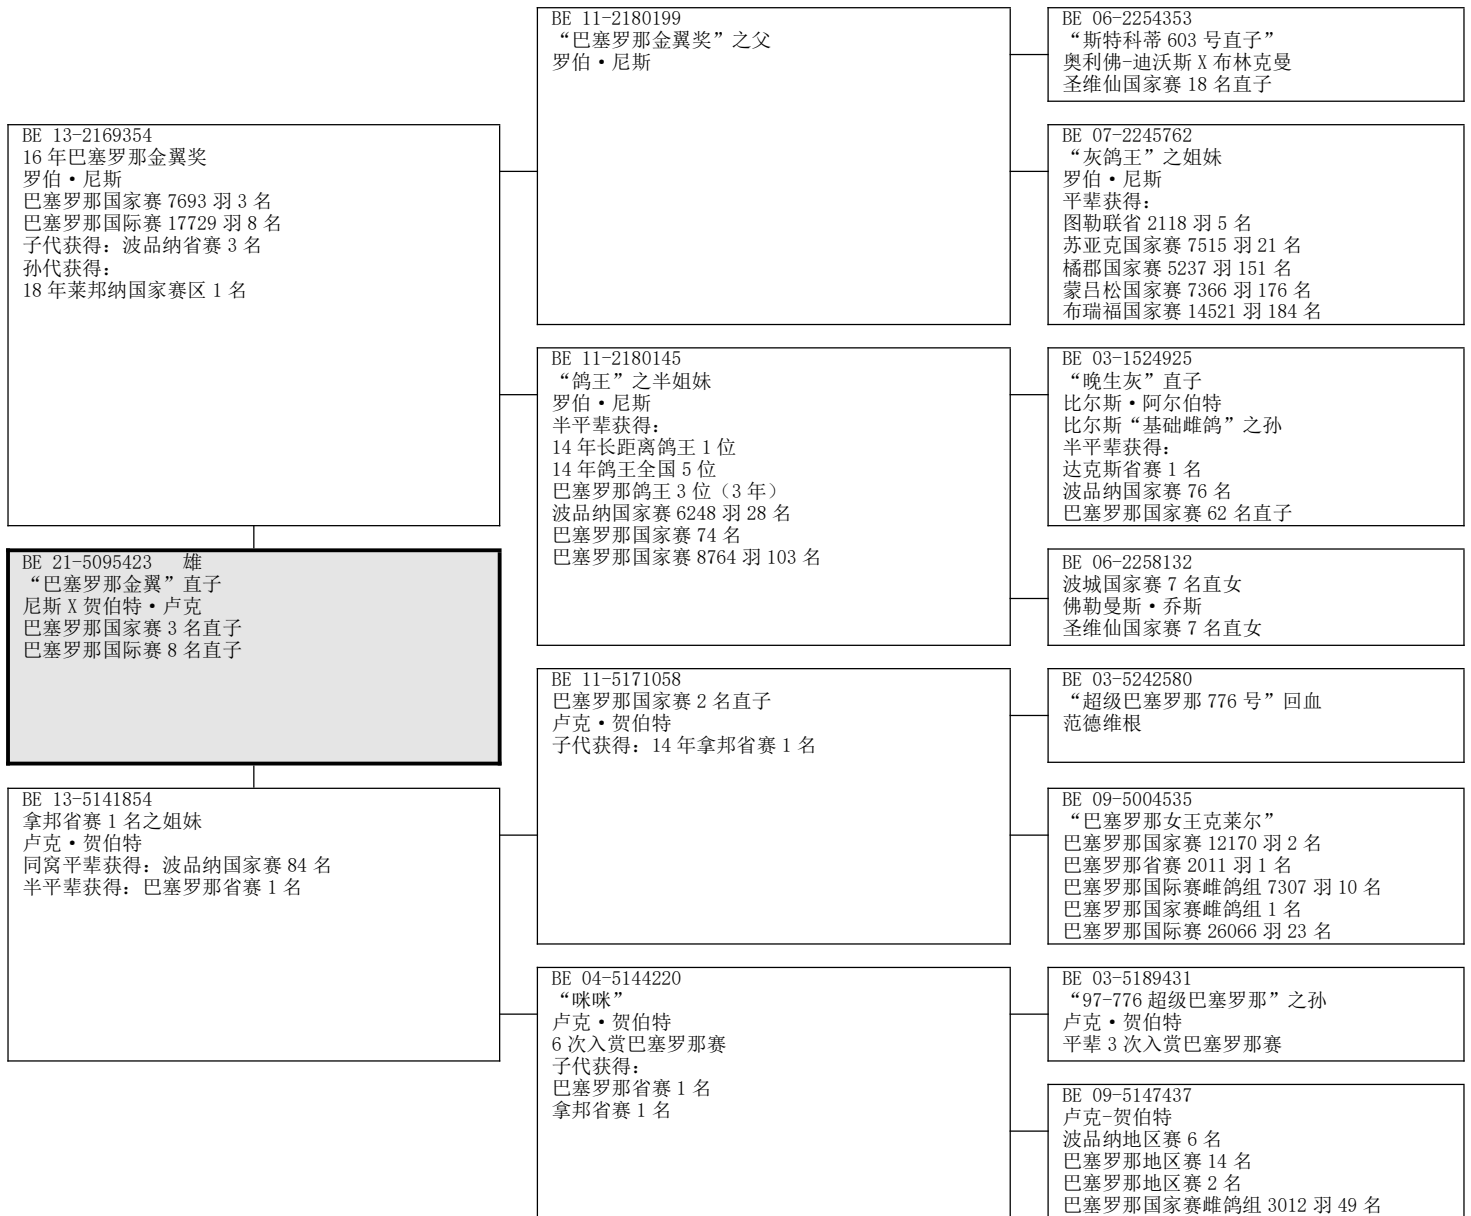 BE 13-2169354
16 年巴塞罗那金翼奖
罗伯·尼斯
巴塞罗那国家赛 7693 羽 3 名
巴塞罗那国际赛 17729 羽 8 名
子代获得：波品纳省赛 3 名
孙代获得：
18 年莱邦纳国家赛区 1 名
BE 21-5095423 雄
“巴塞罗那金翼”直子
尼斯 X 贺伯特·卢克
巴塞罗那国家赛 3 名直子
巴塞罗那国际赛 8 名直子
BE 13-5141854
拿邦省赛 1 名之姐妹
卢克·贺伯特
同窝平辈获得：波品纳国家赛 84 名
半平辈获得：巴塞罗那省赛 1 名
BE 11-2180199
“巴塞罗那金翼奖”之父
罗伯·尼斯
BE 11-2180145
“鸽王”之半姐妹
罗伯·尼斯
半平辈获得：
14 年长距离鸽王 1 位
14 年鸽王全国 5 位
巴塞罗那鸽王 3 位（3 年）
波品纳国家赛 6248 羽 28 名
巴塞罗那国家赛 74 名
巴塞罗那国家赛 8764 羽 103 名
BE 11-5171058
巴塞罗那国家赛 2 名直子
卢克·贺伯特
子代获得：14 年拿邦省赛 1 名
BE 04-5144220
“咪咪”
卢克·贺伯特
6 次入赏巴塞罗那赛
子代获得：
巴塞罗那省赛 1 名
拿邦省赛 1 名
BE 06-2254353
“斯特科蒂 603 号直子”
奥利佛-迪沃斯 X 布林克曼
圣维仙国家赛 18 名直子
BE 07-2245762
“灰鸽王”之姐妹
罗伯·尼斯
平辈获得：
图勒联省 2118 羽 5 名
苏亚克国家赛 7515 羽 21 名
橘郡国家赛 5237 羽 151 名
蒙吕松国家赛 7366 羽 176 名
布瑞福国家赛 14521 羽 184 名
BE 03-1524925
“晚生灰”直子
比尔斯·阿尔伯特
比尔斯“基础雌鸽”之孙
半平辈获得：
达克斯省赛 1 名
波品纳国家赛 76 名
巴塞罗那国家赛 62 名直子
BE 06-2258132
波城国家赛 7 名直女
佛勒曼斯·乔斯
圣维仙国家赛 7 名直女
BE 03-5242580
“超级巴塞罗那 776 号”回血
范德维根
BE 09-5004535
“巴塞罗那女王克莱尔”
巴塞罗那国家赛 12170 羽 2 名
巴塞罗那省赛 2011 羽 1 名
巴塞罗那国际赛雌鸽组 7307 羽 10 名
巴塞罗那国家赛雌鸽组 1 名
巴塞罗那国际赛 26066 羽 23 名
BE 03-5189431
“97-776 超级巴塞罗那”之孙
卢克·贺伯特
平辈 3 次入赏巴塞罗那赛
BE 09-5147437
卢克-贺伯特
波品纳地区赛 6 名
巴塞罗那地区赛 14 名
巴塞罗那地区赛 2 名
巴塞罗那国家赛雌鸽组 3012 羽 49 名